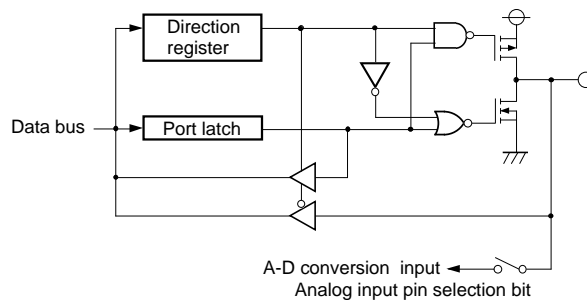 Direction
register
Data bus
Port latch
A-D conversion input
Analog input pin selection bit